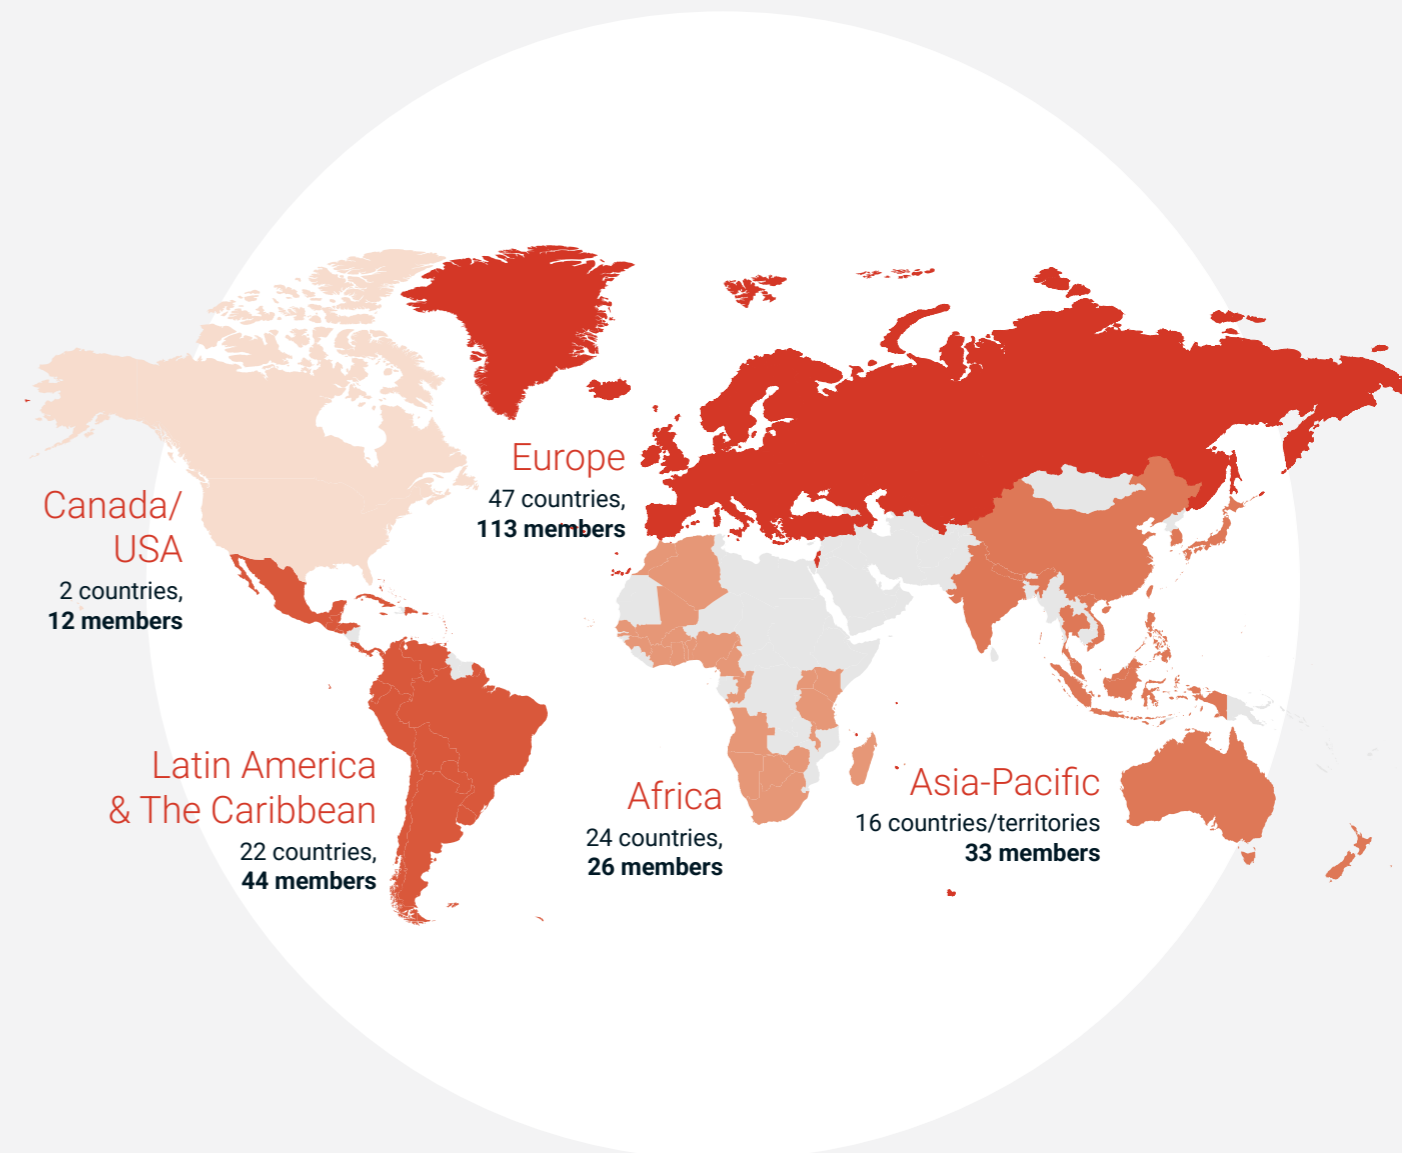 Europe
47 countries,
113 members
Canada/
USA
2 countries,
12 members
Latin America
& The Caribbean
22 countries,
44 members
Africa
24 countries,
26 members
Asia-Pacific
16 countries/territories
33 members